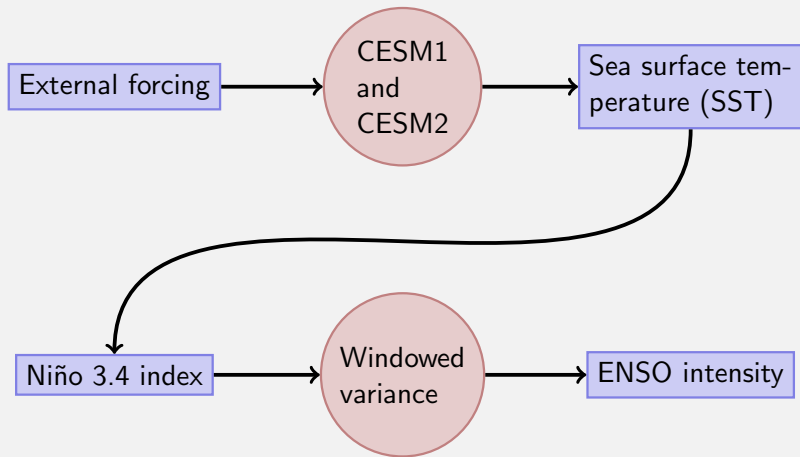 External forcing
CESM1
and
CESM2
Sea surface tem-
perature (SST)
Niño 3.4 index
Windowed
variance
ENSO intensity